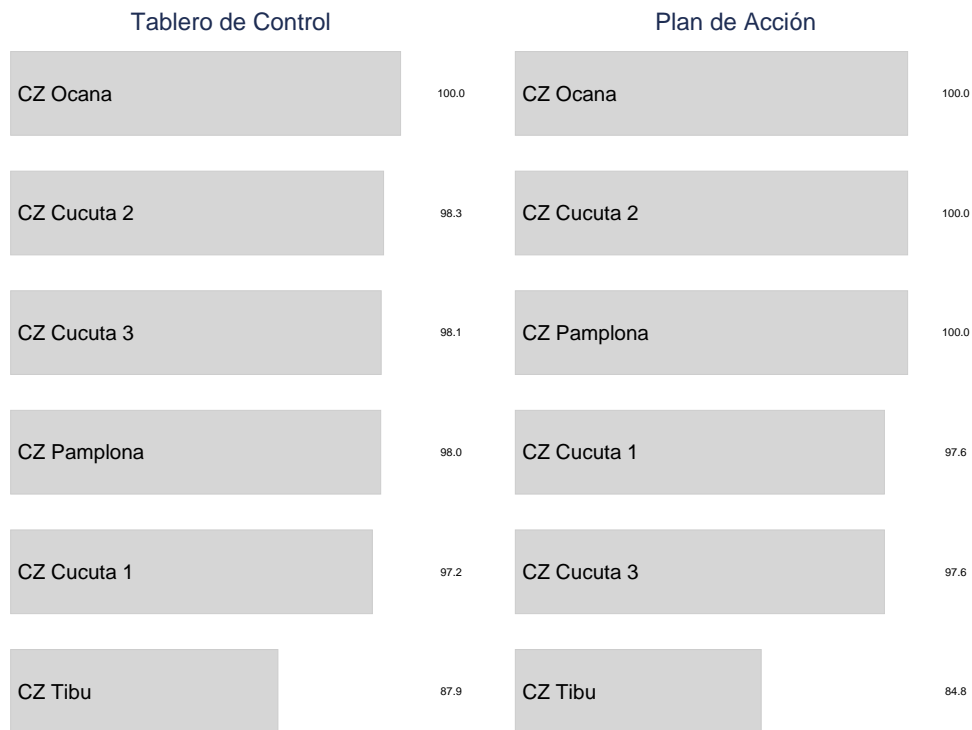 Tablero de Control
CZ Ocana 100.0
CZ Cucuta 2 98.3
CZ Cucuta 3 98.1
CZ Pamplona 98.0
CZ Cucuta 1 97.2
CZ Tibu 87.9
Plan de Acción
CZ Ocana 100.0
CZ Cucuta 2 100.0
CZ Pamplona 100.0
CZ Cucuta 1 97.6
CZ Cucuta 3 97.6
CZ Tibu 84.8